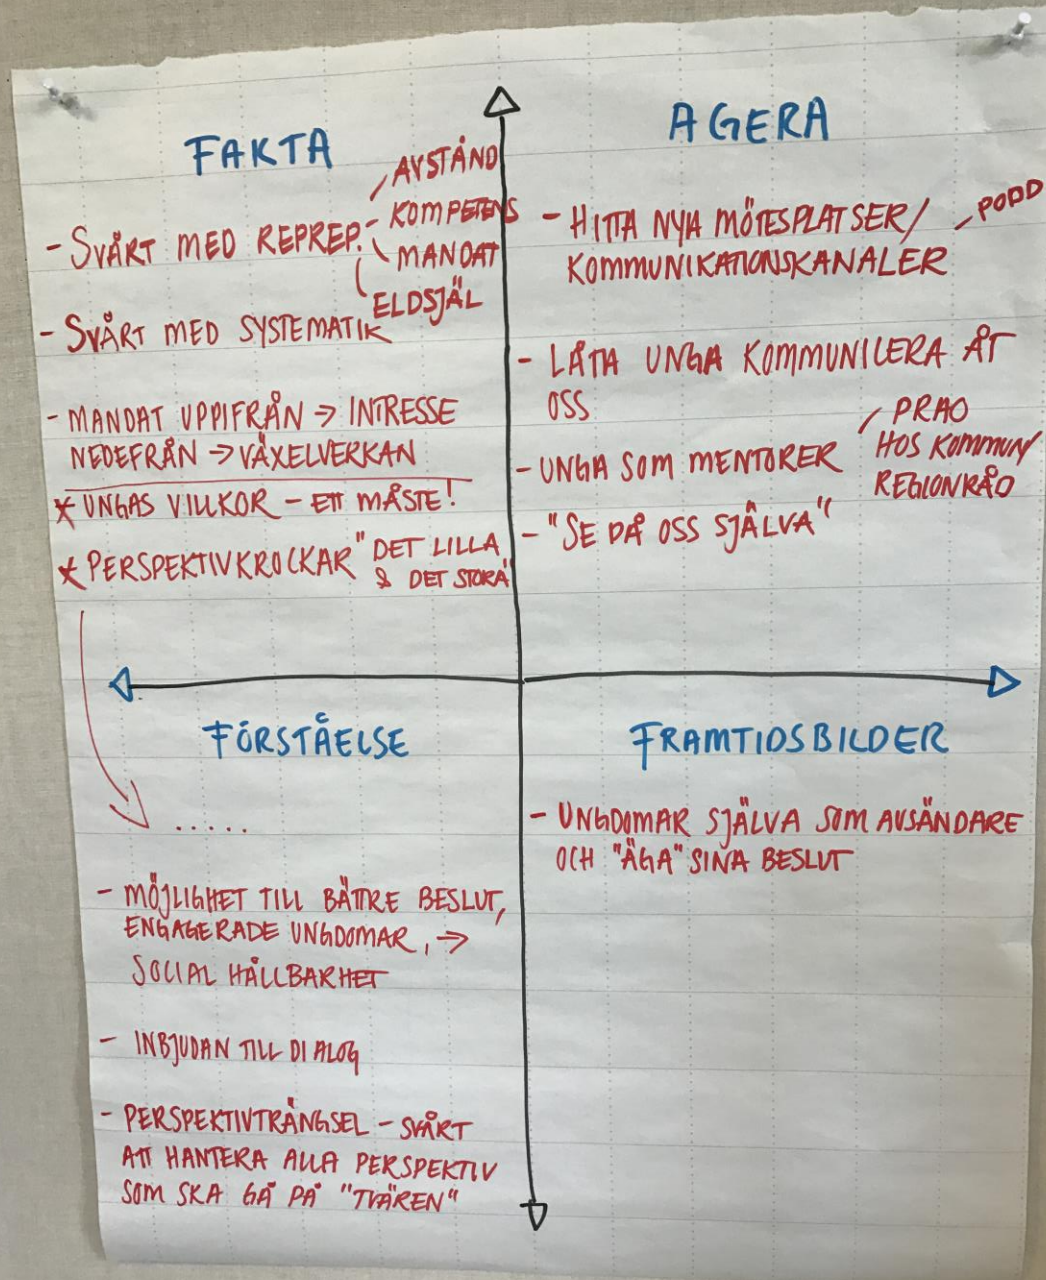 FAKTA
- SVÅRT MED REPREP.
AVSTÅND
- KOMPETENS
MANDAT
ELDSJÄL
- SVÅRT MED SYSTEMATIK
- MANDAT UPPIFRÅN → INTRESSE
NEDEFRÅN → VÄXELVERKAN
* UNGAS VILLKOR - ETT MÅSTE!
* PERSPEKTIVKROCKAR "DET LILLA
& DET STORA"
AGERA
- HITTA NYA MÖTESPLATSER/
KOMMUNIKATIONSKANALER
PODD
- LÅTA UNGA KOMMUNILERA ÅT
OSS
- UNGA SOM MENTORER
PRAO
HOS KOMMUN/
REGIONRÅD
- "SE PÅ OSS SJÄLVA"
FÖRSTÅELSE
.....
- MÖJLIGHET TILL BÄTTRE BESLUT,
ENGAGERADE UNGDOMAR, →
SOCIAL HÅLLBARHET
- INBJUDAN TILL DIALOG
- PERSPEKTIVTRÄNGSEL - SVÅRT
ATT HANTERA ALLA PERSPEKTIV
SOM SKA GÅ PÅ "TVÄREN"
FRAMTIDSBILDER
- UNGDOMAR SJÄLVA SOM AVSÄNDARE
OCH "ÄGA" SINA BESLUT